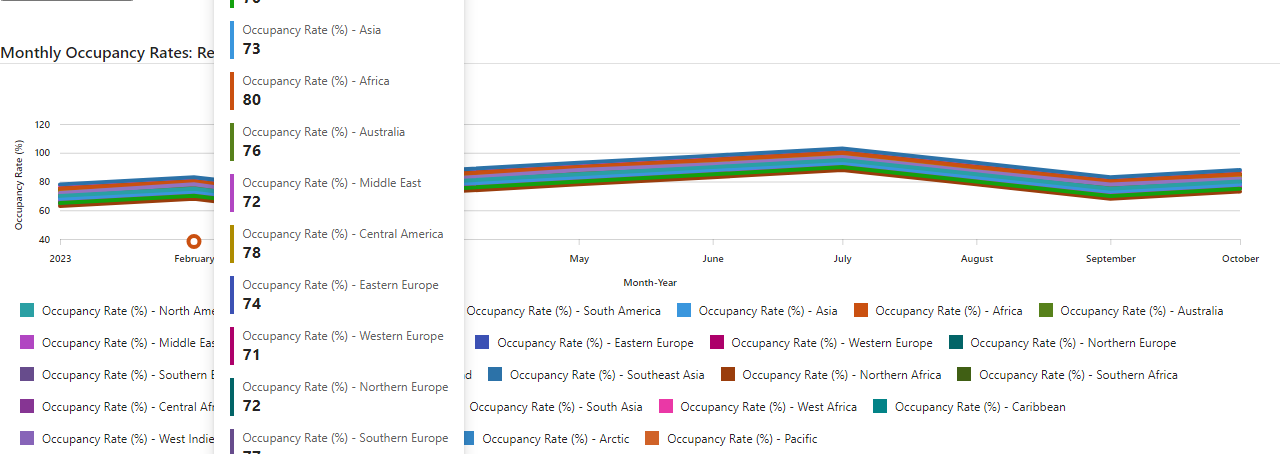 Occupancy Rate (%) - Asia
73
Monthly Occupancy Rates: Re
Occupancy Rate (%) - Africa
80
Occupancy Rate (%) - Australia
76
Occupancy Rate (%) - Middle East
72
Occupancy Rate (%) - Central America
78
Occupancy Rate (%) - Eastern Europe
74
Occupancy Rate (%) - Western Europe
71
Occupancy Rate (%) - Northern Europe
72
Occupancy Rate (%) - Southern Europe
Occupancy Rate (%)
120
100
80
60
40
2023 February May June July August September October
Month-Year
Occupancy Rate (%) - North Ame Occupancy Rate (%) - South America Occupancy Rate (%) - Asia Occupancy Rate (%) - Africa Occupancy Rate (%) - Australia
Occupancy Rate (%) - Middle Eas Occupancy Rate (%) - Eastern Europe Occupancy Rate (%) - Western Europe Occupancy Rate (%) - Northern Europe
Occupancy Rate (%) - Southern E d Occupancy Rate (%) - Southeast Asia Occupancy Rate (%) - Northern Africa Occupancy Rate (%) - Southern Africa
Occupancy Rate (%) - Central Afr Occupancy Rate (%) - South Asia Occupancy Rate (%) - West Africa Occupancy Rate (%) - Caribbean
Occupancy Rate (%) - West Indie Occupancy Rate (%) - Arctic Occupancy Rate (%) - Pacific